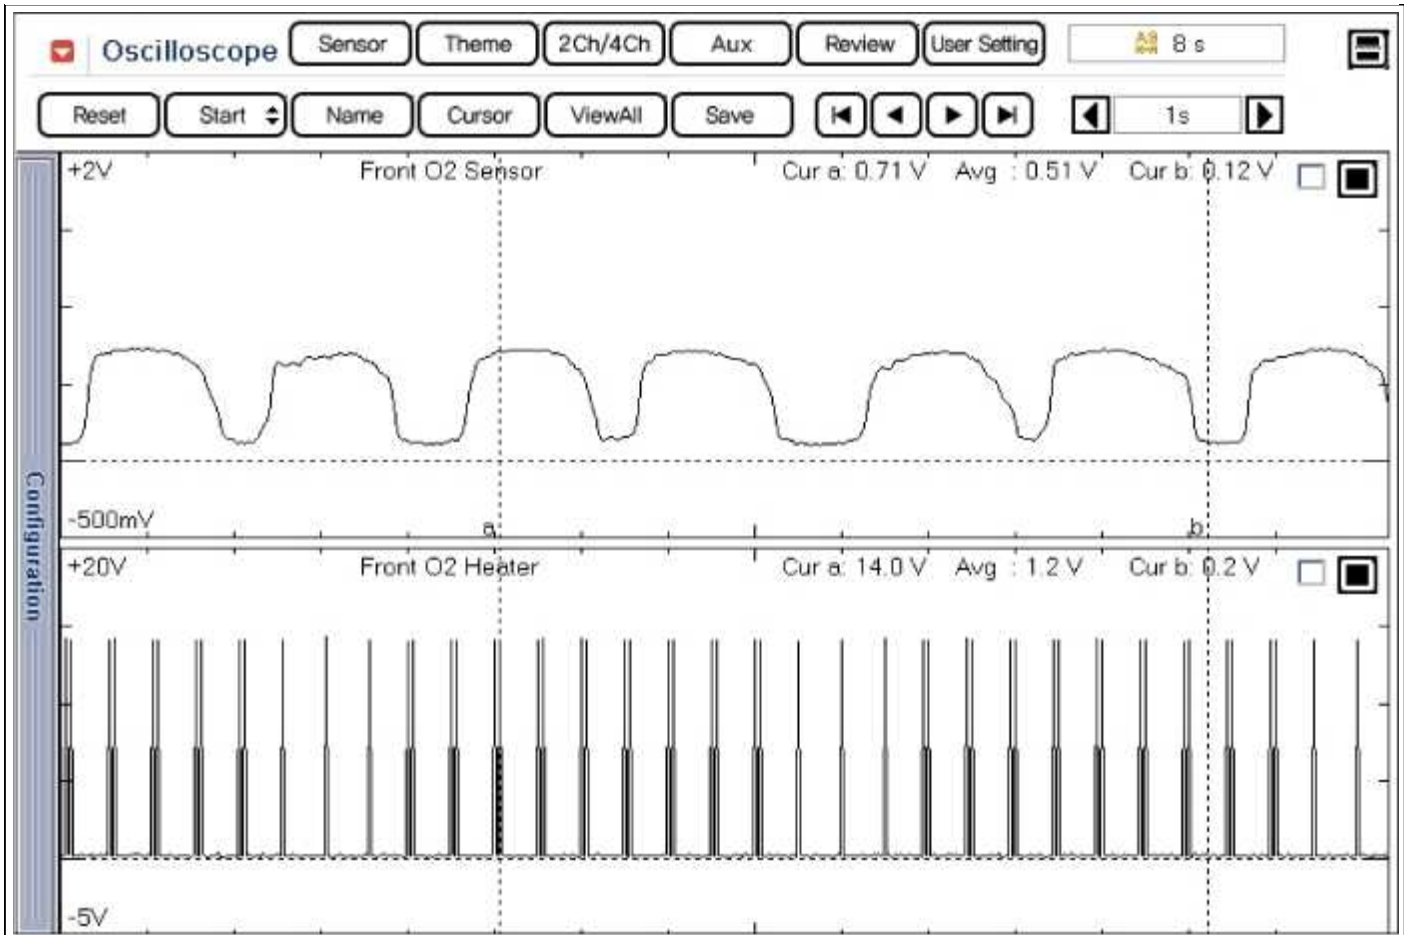 Oscilloscope Sensor Theme 2Ch/4Ch Aux Review User Setting 8 s
Reset Start Name Cursor ViewAll Save 1s
+2V Front O2 Sensor Cur a: 0.71 V Avg : 0.51 V Cur b: 0.12 V
Configuration
-500mV a b
+20V Front O2 Heater Cur a: 14.0 V Avg : 1.2 V Cur b: 0.2 V
-5V